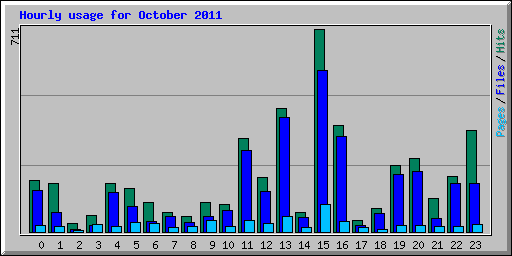 Hourly usage for October 2011
711
Pages / Files / Hits
0 1 2 3 4 5 6 7 8 9 10 11 12 13 14 15 16 17 18 19 20 21 22 23